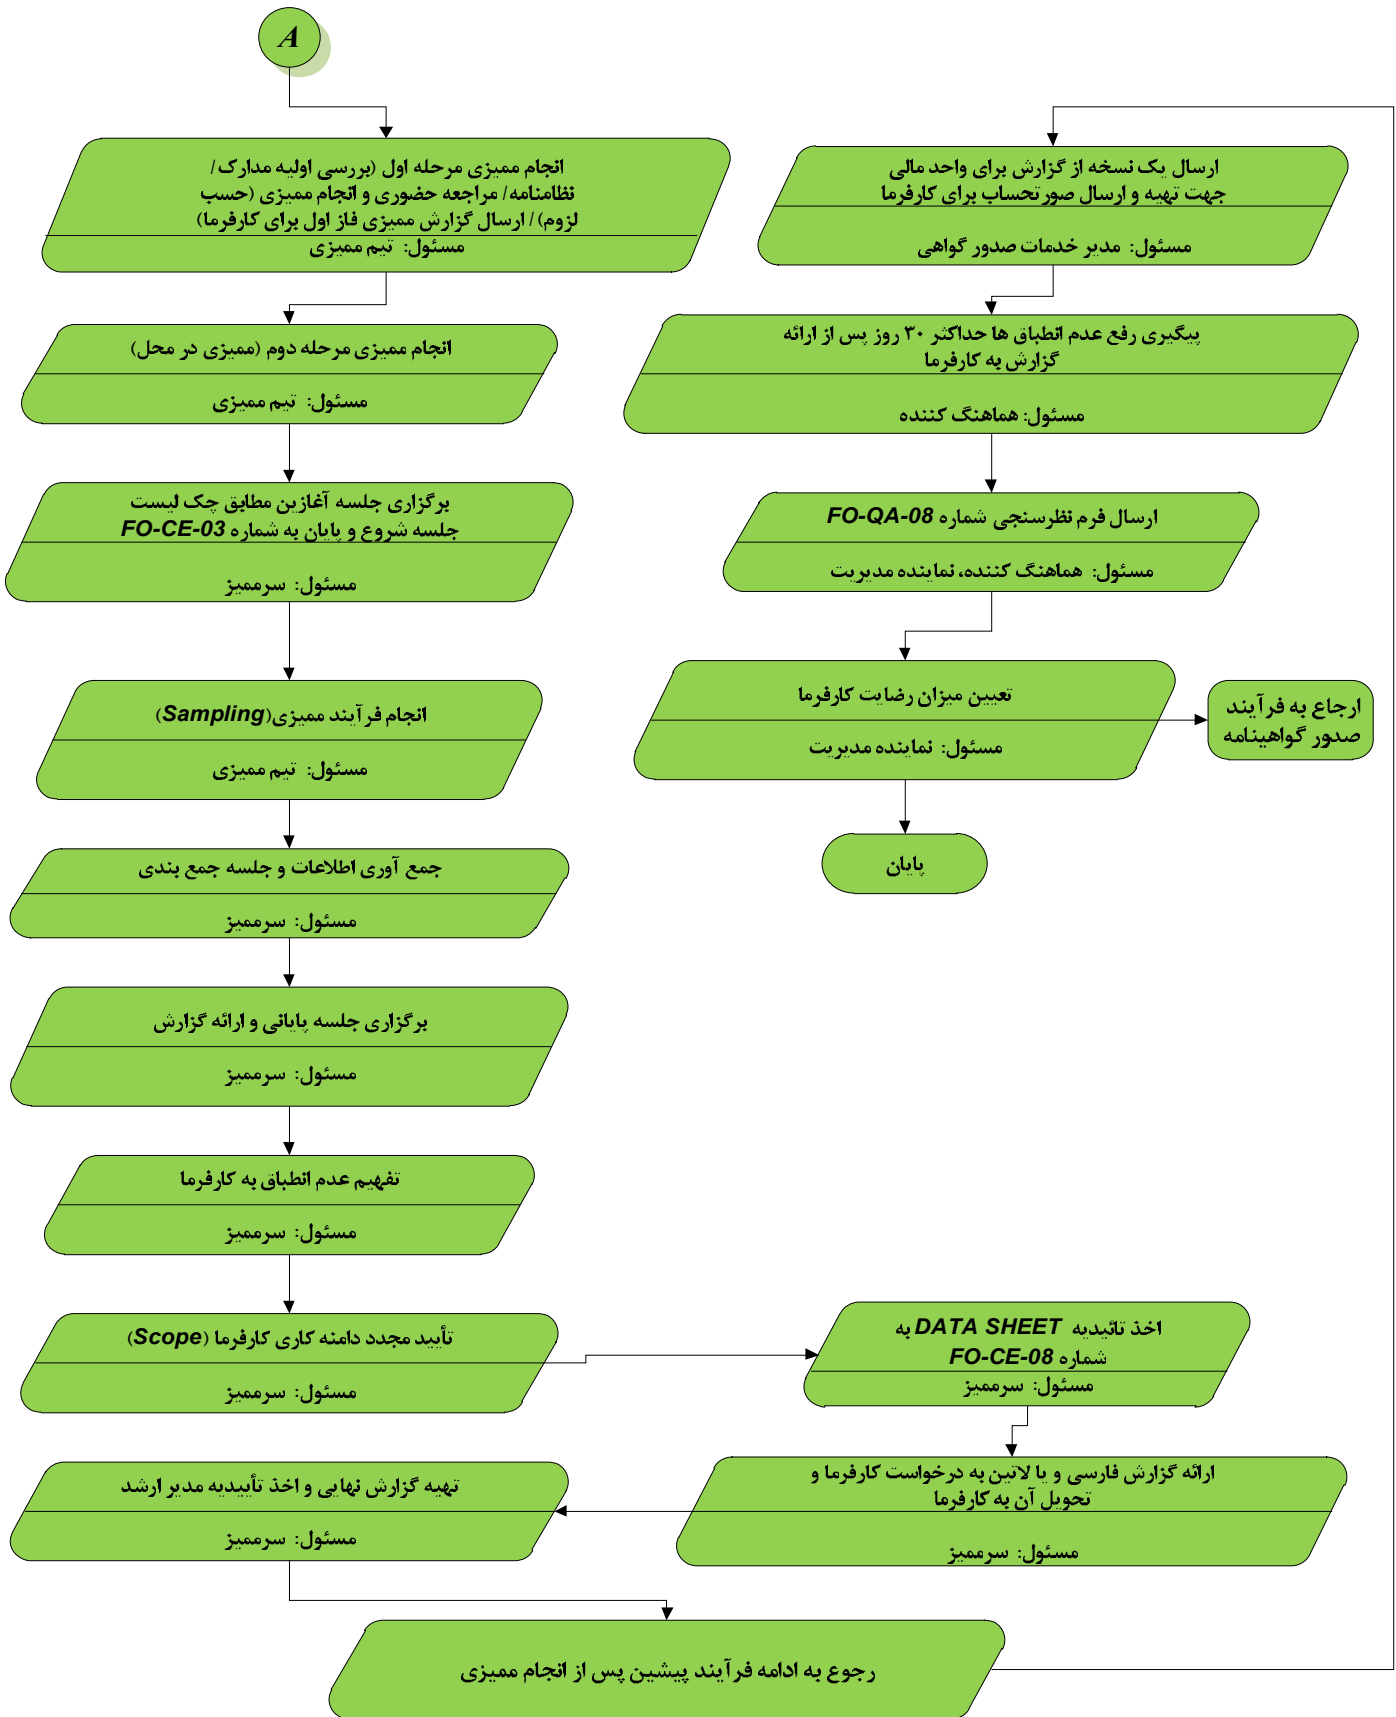 A
انجام ممیزی مرحله اول (بررسی اولیه مدارک /
نظامنامه/ مراجعه حضوری و انجام ممیزی (حسب
لزوم) / ارسال گزارش ممیزی فاز اول برای کارفرما)
مسئول: تیم ممیزی
انجام ممیزی مرحله دوم (ممیزی در محل)
مسئول: تیم ممیزی
برگزاری جلسه آغازین مطابق چک لیست
جلسه شروع و پایان به شماره FO-CE-03
مسئول: سرممیز
انجام فرآیند ممیزی(Sampling)
مسئول: تیم ممیزی
جمع آوری اطلاعات و جلسه جمع بندی
مسئول: سرممیز
برگزاری جلسه پایانی و ارائه گزارش
مسئول: سرممیز
تفهیم عدم انطباق به کارفرما
مسئول: سرممیز
تأیید مجدد دامنه کاری کارفرما (Scope)
مسئول: سرممیز
اخذ تائیدیه DATA SHEET به
شماره FO-CE-08
مسئول: سرممیز
ارائه گزارش فارسی و یا لاتین به درخواست کارفرما و
تحویل آن به کارفرما
مسئول: سرممیز
تهیه گزارش نهایی و اخذ تأییدیه مدیر ارشد
مسئول: سرممیز
رجوع به ادامه فرآیند پیشین پس از انجام ممیزی
ارسال یک نسخه از گزارش برای واحد مالی
جهت تهیه و ارسال صورتحساب برای کارفرما
مسئول: مدیر خدمات صدور گواهی
پیگیری رفع عدم انطباق ها حداکثر ۳۰ روز پس از ارائه
گزارش به کارفرما
مسئول: هماهنگ کننده
ارسال فرم نظرسنجی شماره FO-QA-08
مسئول: هماهنگ کننده، نماینده مدیریت
تعیین میزان رضایت کارفرما
مسئول: نماینده مدیریت
ارجاع به فرآیند
صدور گواهینامه
پایان